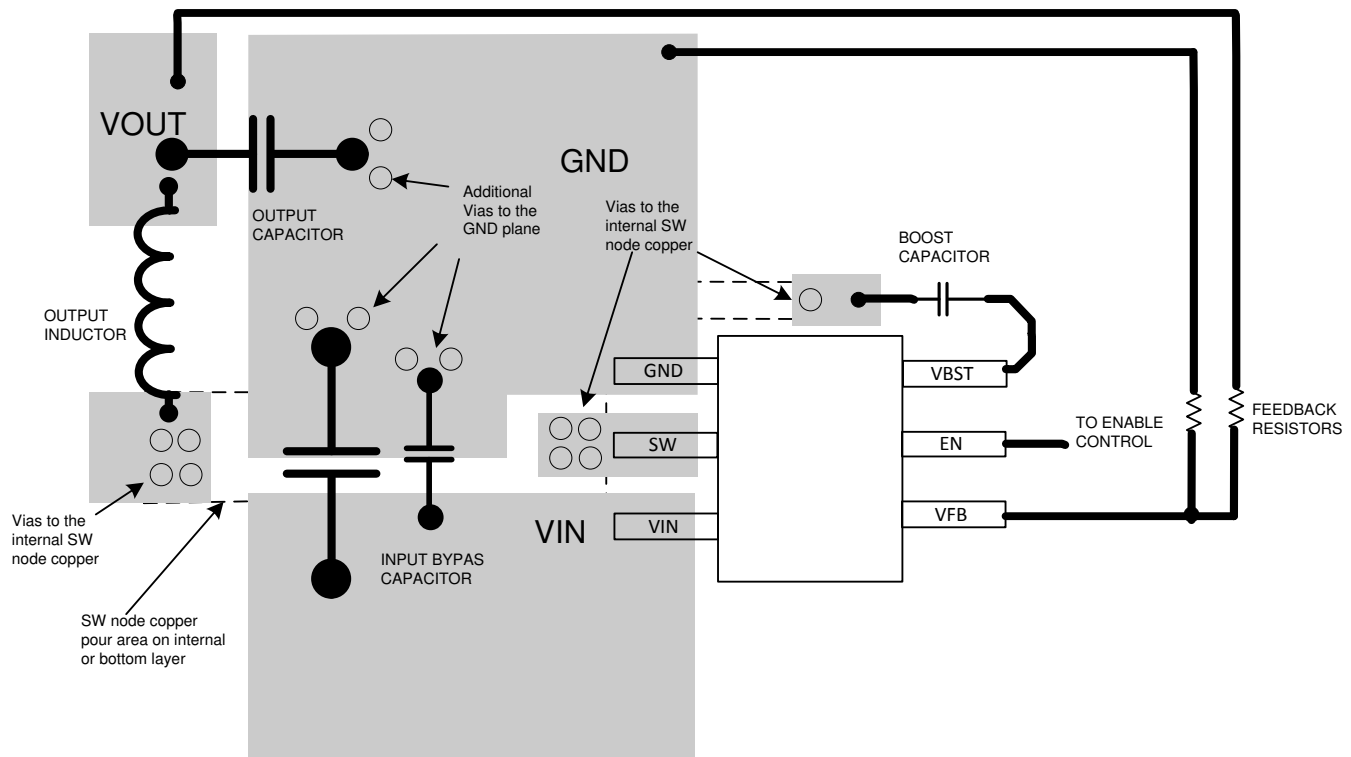 VOUT
GND
OUTPUT
CAPACITOR
Additional
Vias to the
GND plane
Vias to the
internal SW
node copper
BOOST
CAPACITOR
OUTPUT
INDUCTOR
GND
VBST
TO ENABLE
CONTROL
FEEDBACK
RESISTORS
SW
EN
VIN
VIN
VFB
Vias to the
internal SW
node copper
INPUT BYPAS
CAPACITOR
SW node copper
pour area on internal
or bottom layer